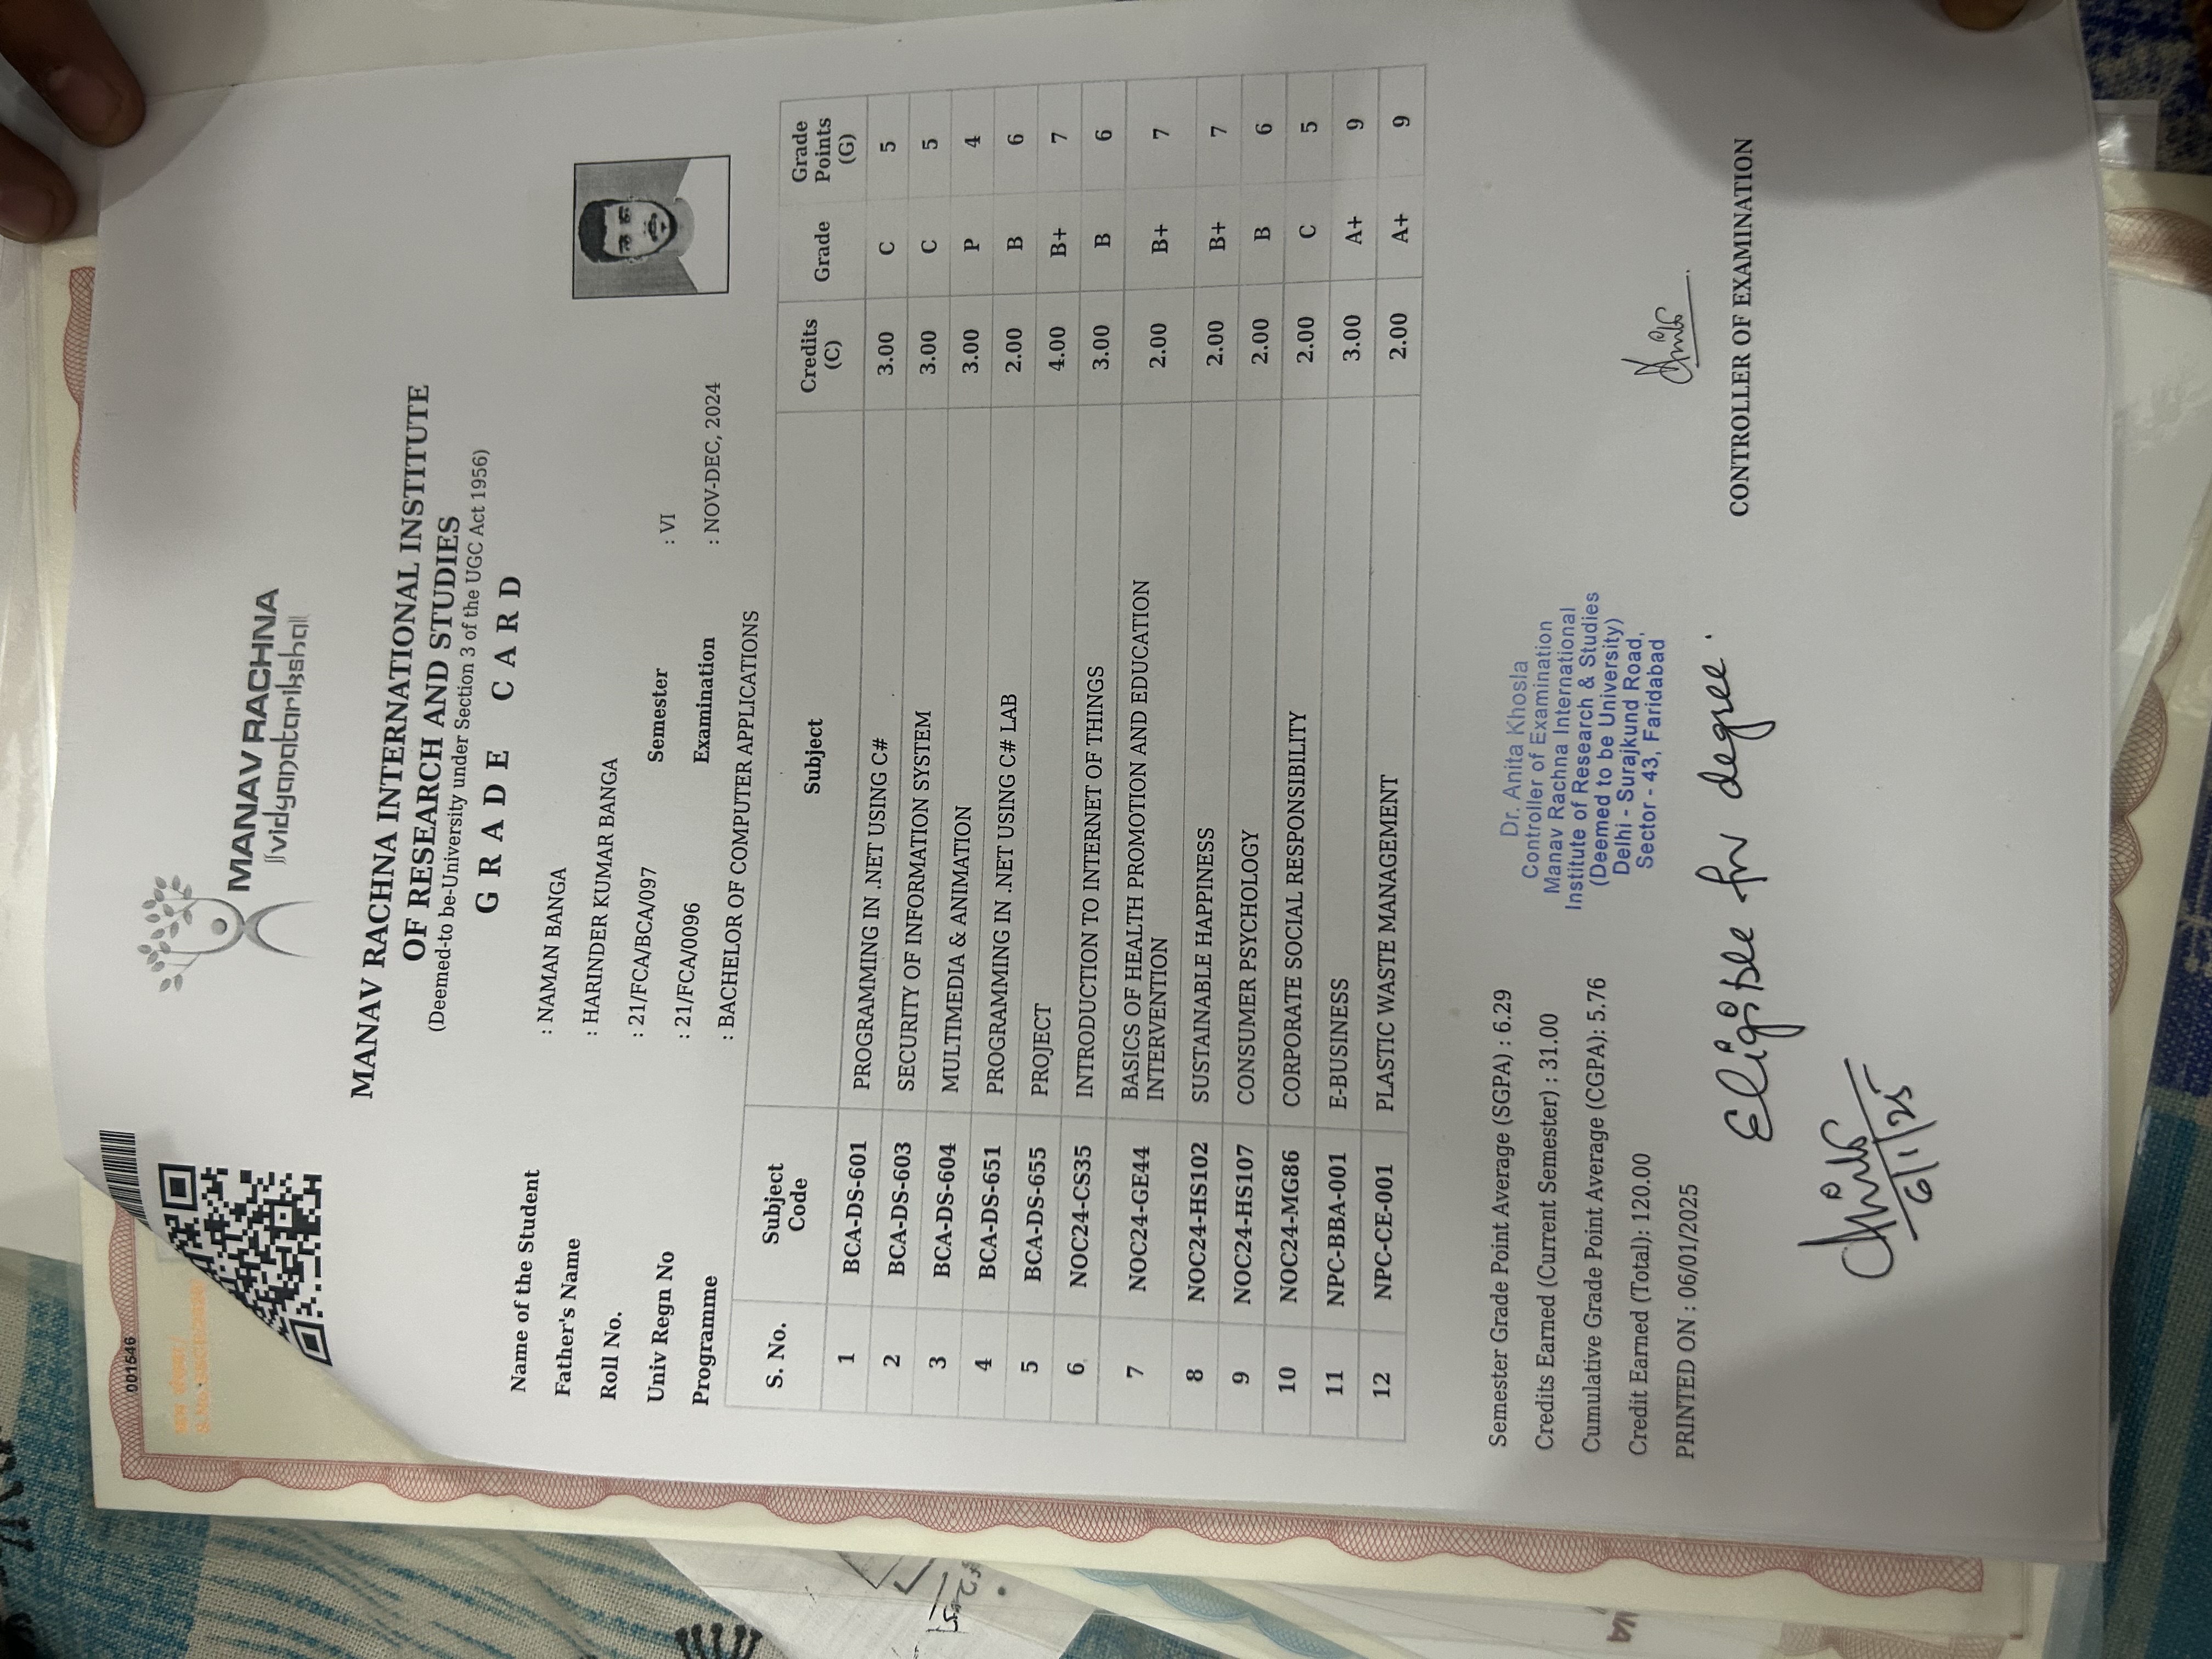 001546
MANAV RACHNA
vidyanatariksha
MANAV RACHNA INTERNATIONAL INSTITUTE
OF RESEARCH AND STUDIES
(Deemed-to be-University under Section 3 of the UGC Act 1956)
GRADE CARD
Name of the Student : NAMAN BANGA
Father's Name : HARINDER KUMAR BANGA
Roll No. : 21/FCA/BCA/097 Semester : VI
Univ Regn No : 21/FCA/0096 Examination : NOV-DEC, 2024
Programme : BACHELOR OF COMPUTER APPLICATIONS
S. No. Subject Code Subject Credits (C) Grade Grade Points (G)
1 BCA-DS-601 PROGRAMMING IN .NET USING C# 3.00 C 5
2 BCA-DS-603 SECURITY OF INFORMATION SYSTEM 3.00 C 5
3 BCA-DS-604 MULTIMEDIA & ANIMATION 3.00 P 4
4 BCA-DS-651 PROGRAMMING IN .NET USING C# LAB 2.00 B 6
5 BCA-DS-655 PROJECT 4.00 B+ 7
6 NOC24-CS35 INTRODUCTION TO INTERNET OF THINGS 3.00 B 6
7 NOC24-GE44 BASICS OF HEALTH PROMOTION AND EDUCATION INTERVENTION 2.00 B+ 7
8 NOC24-HS102 SUSTAINABLE HAPPINESS 2.00 B+ 7
9 NOC24-HS107 CONSUMER PSYCHOLOGY 2.00 B 6
10 NOC24-MG86 CORPORATE SOCIAL RESPONSIBILITY 2.00 C 5
11 NPC-BBA-001 E-BUSINESS 3.00 A+ 9
12 NPC-CE-001 PLASTIC WASTE MANAGEMENT 2.00 A+ 9
Semester Grade Point Average (SGPA) : 6.29
Credits Earned (Current Semester) : 31.00
Cumulative Grade Point Average (CGPA): 5.76
Credit Earned (Total): 120.00
PRINTED ON : 06/01/2025
Dr. Anita Khosla
Controller of Examination
Manav Rachna International
Institute of Research & Studies
(Deemed to be University)
Delhi - Surajkund Road,
Sector - 43, Faridabad
CONTROLLER OF EXAMINATION
Eligible for degree.
6/1/25